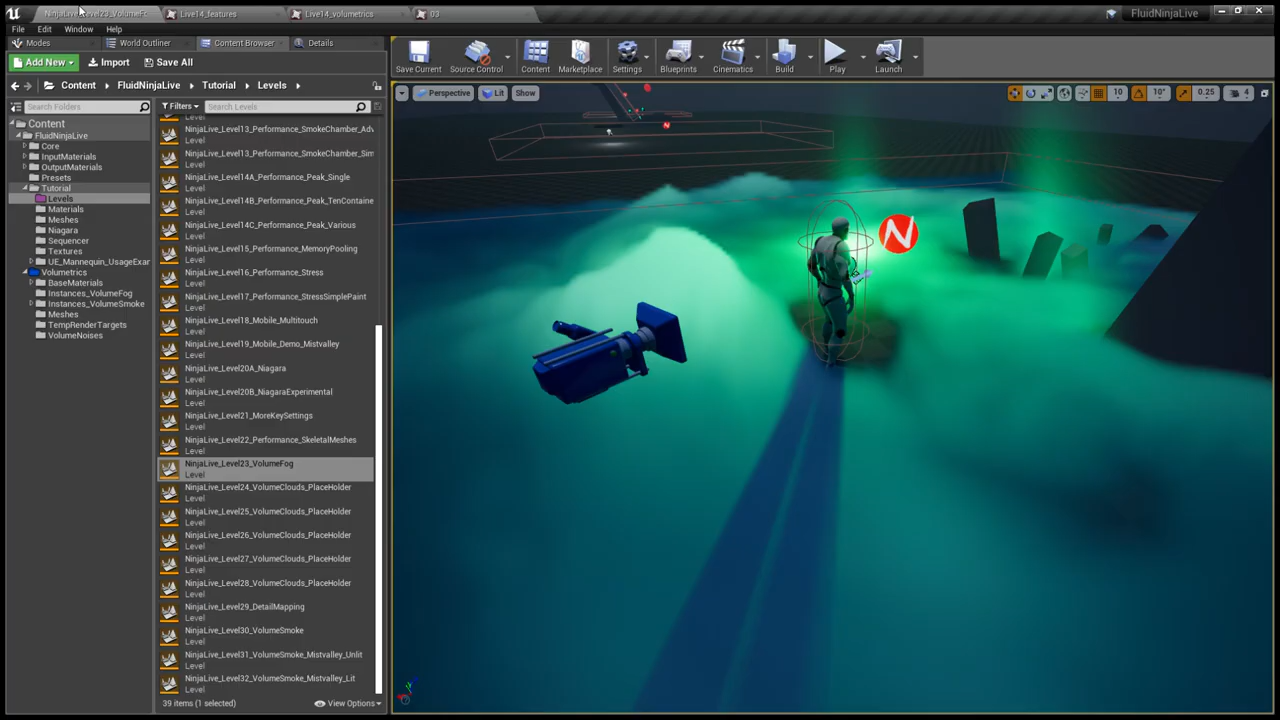 NinjaLive_Level23_VolumeFc
Live14_features
Live14_volumetrics
03
FluidNinjaLive
File Edit Window Help
Modes World Outliner Content Browser Details
Add New Import Save All
Save Current Source Control Content Marketplace Settings Blueprints Cinematics Build Play Launch
Content FluidNinjaLive Tutorial Levels
Search Folders
Filters Search Levels
Perspective Lit Show
10 10° 0.25 4
Content
FluidNinjaLive
Core
InputMaterials
OutputMaterials
Presets
Tutorial
Levels
Materials
Meshes
Niagara
Sequencer
Textures
UE_Mannequin_UsageExar
Volumetrics
BaseMaterials
Instances_VolumeFog
Instances_VolumeSmoke
Meshes
TempRenderTargets
VolumeNoises
Level
NinjaLive_Level13_Performance_SmokeChamber_Adv
Level
NinjaLive_Level13_Performance_SmokeChamber_Sim
Level
NinjaLive_Level14A_Performance_Peak_Single
Level
NinjaLive_Level14B_Performance_Peak_TenContaine
Level
NinjaLive_Level14C_Performance_Peak_Various
Level
NinjaLive_Level15_Performance_MemoryPooling
Level
NinjaLive_Level16_Performance_Stress
Level
NinjaLive_Level17_Performance_StressSimplePaint
Level
NinjaLive_Level18_Mobile_Multitouch
Level
NinjaLive_Level19_Mobile_Demo_Mistvalley
Level
NinjaLive_Level20A_Niagara
Level
NinjaLive_Level20B_NiagaraExperimental
Level
NinjaLive_Level21_MoreKeySettings
Level
NinjaLive_Level22_Performance_SkeletalMeshes
Level
NinjaLive_Level23_VolumeFog
Level
NinjaLive_Level24_VolumeClouds_PlaceHolder
Level
NinjaLive_Level25_VolumeClouds_PlaceHolder
Level
NinjaLive_Level26_VolumeClouds_PlaceHolder
Level
NinjaLive_Level27_VolumeClouds_PlaceHolder
Level
NinjaLive_Level28_VolumeClouds_PlaceHolder
Level
NinjaLive_Level29_DetailMapping
Level
NinjaLive_Level30_VolumeSmoke
Level
NinjaLive_Level31_VolumeSmoke_Mistvalley_Unlit
Level
NinjaLive_Level32_VolumeSmoke_Mistvalley_Lit
Level
39 items (1 selected) View Options
N